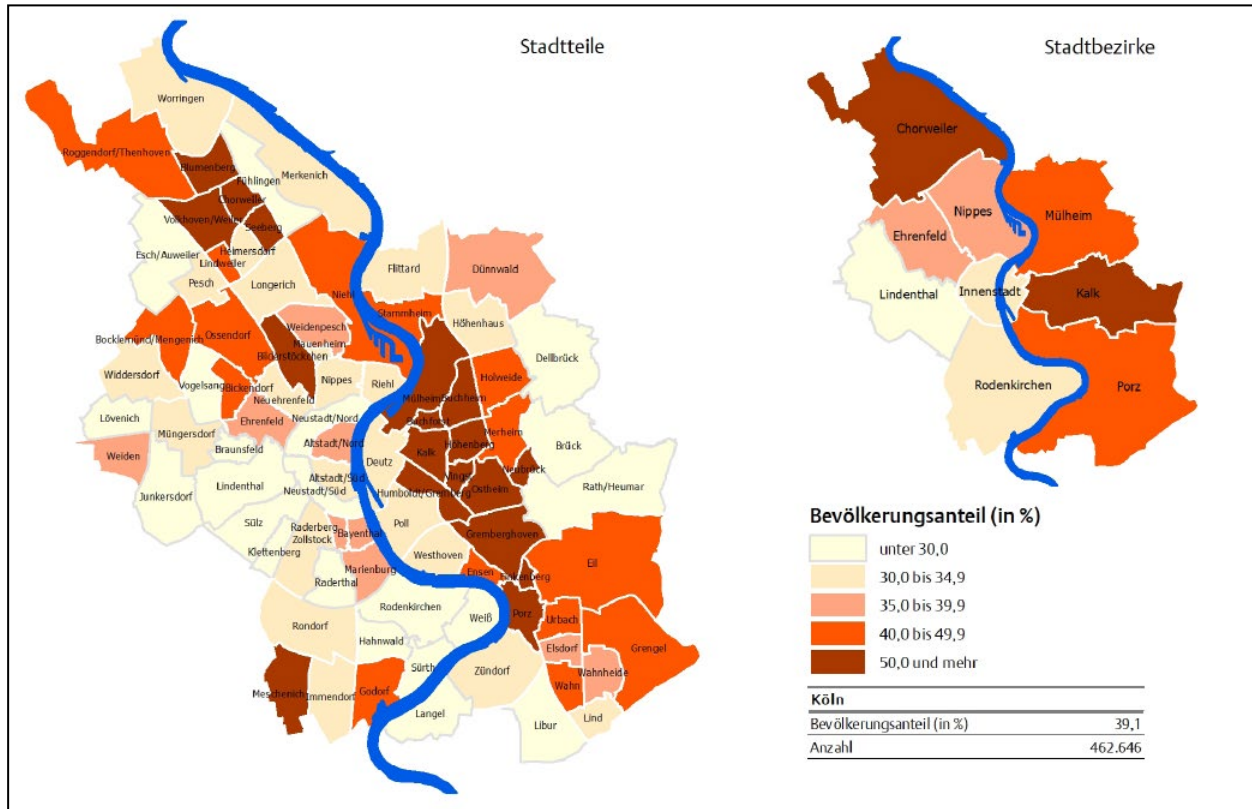 Stadtteile
Worringen
Roggendorf/Thenhoven
Blumenberg
Fühlingen
Merkenich
Chorweiler
Volkhoven/Weiler
Seeberg
Esch/Auweiler
Heimersdorf
Lindweiler
Pesch
Longerich
Niehl
Flittard
Dünnwald
Stammheim
Höhenhaus
Weidenpesch
Mauenheim
Bocklemünd/Mengenich
Ossendorf
Bilderstöckchen
Dellbrück
Widdersdorf
Vogelsang
Bickendorf
Nippes
Riehl
Holweide
Neuehrenfeld
Mülheim
Buchheim
Lövenich
Ehrenfeld
Neustadt/Nord
Buchforst
Merheim
Müngersdorf
Altstadt/Nord
Höhenberg
Brück
Braunsfeld
Kalk
Weiden
Deutz
Neubrück
Vingst
Altstadt/Süd
Ostheim
Junkersdorf
Lindenthal
Neustadt/Süd
Humboldt/Gremberg
Rath/Heumar
Sülz
Raderberg
Poll
Zollstock
Bayenthal
Gremberghoven
Klettenberg
Westhoven
Marienburg
Raderthal
Ensen
Finkenberg
Eil
Rodenkirchen
Weiß
Porz
Urbach
Rondorf
Hahnwald
Elsdorf
Grengel
Sürth
Zündorf
Wahnheide
Meschenich
Immendorf
Godorf
Wahn
Langel
Libur
Lind
Stadtbezirke
Chorweiler
Nippes
Mülheim
Ehrenfeld
Lindenthal
Innenstadt
Kalk
Rodenkirchen
Porz
Bevölkerungsanteil (in %)
unter 30,0
30,0 bis 34,9
35,0 bis 39,9
40,0 bis 49,9
50,0 und mehr
Köln
Bevölkerungsanteil (in %) 39,1
Anzahl 462.646